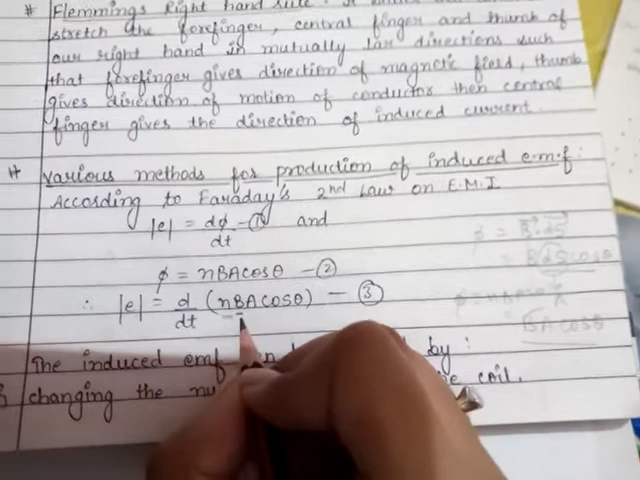 # Flemmings Right hand rule :
stretch the forefinger, central finger and thumb of
our right hand in mutually lar directions such
that forefinger gives direction of magnetic field, thumb
gives direction of motion of conductor then central
finger gives the direction of induced current.
# various methods for production of induced e.m.f:
According to Faraday's 2nd Law on E.M.I
|e| = dφ/dt - ① and
φ = nBAcosθ - ②
∴ |e| = d/dt (nBAcosθ) - ③
The induced emf by:
changing the coil.